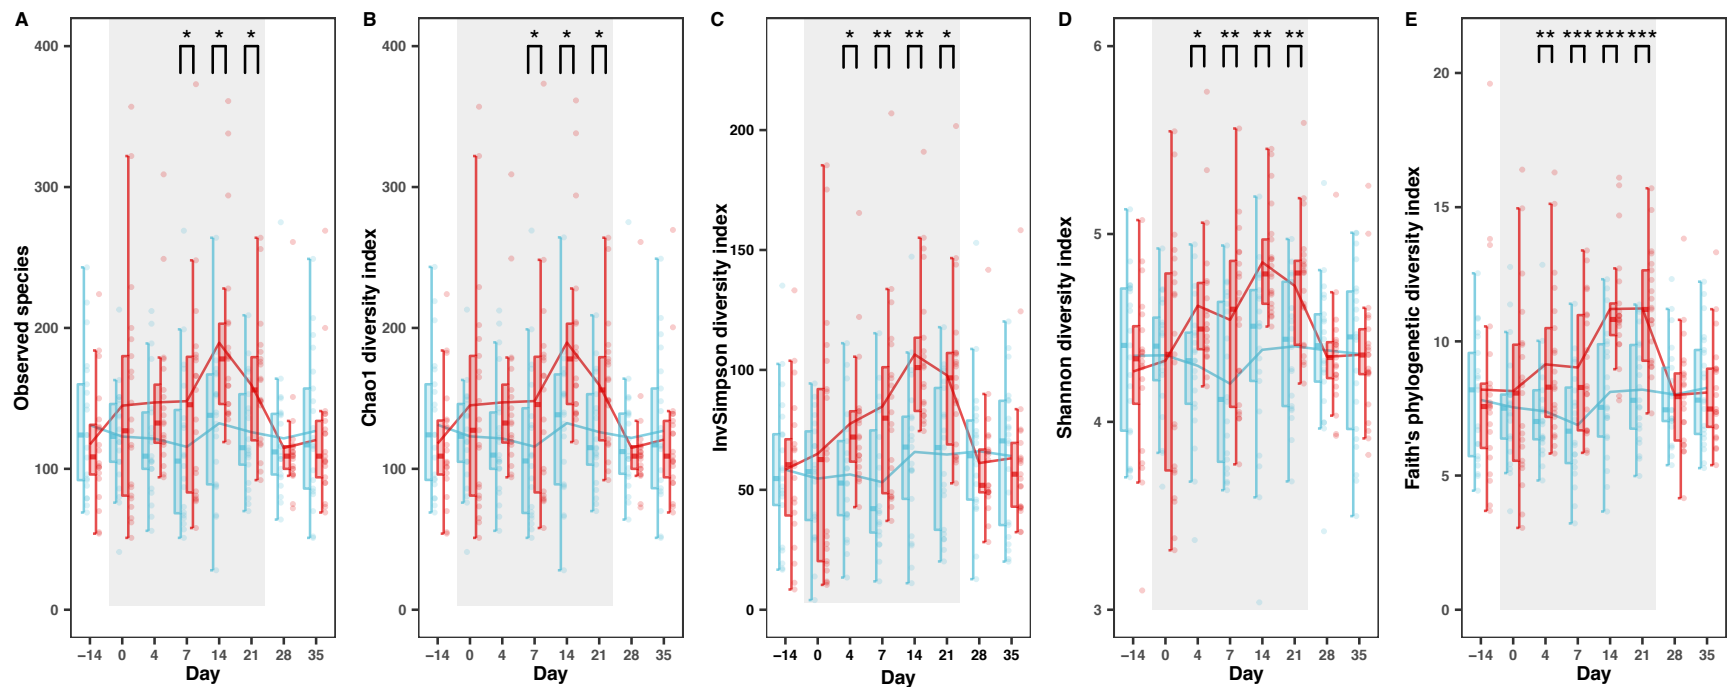 A
* * *
Observed species
400
300
200
100
0
−14 0 4 7 14 21 28 35
Day
B
* * *
Chao1 diversity index
400
300
200
100
0
−14 0 4 7 14 21 28 35
Day
C
* ** ** *
InvSimpson diversity index
200
150
100
50
0
−14 0 4 7 14 21 28 35
Day
D
* ** ** **
Shannon diversity index
6
5
4
3
−14 0 4 7 14 21 28 35
Day
E
** *** *** ***
Faith's phylogenetic diversity index
20
15
10
5
0
−14 0 4 7 14 21 28 35
Day